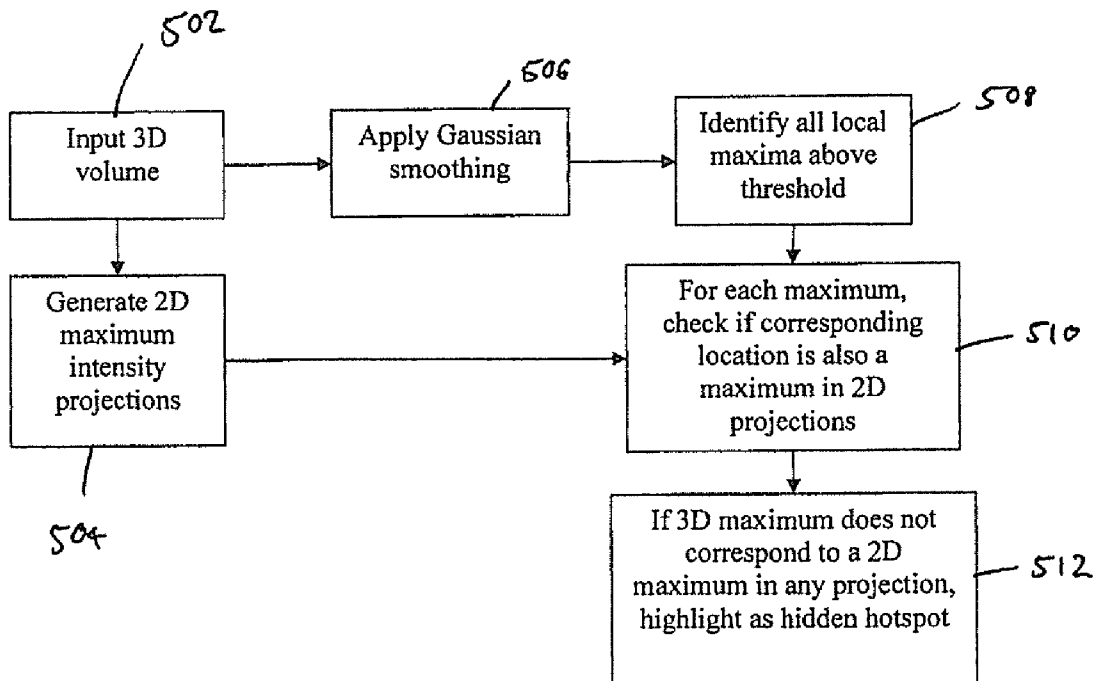 502
506
508
Input 3D
volume
Apply Gaussian
smoothing
Identify all local
maxima above
threshold
Generate 2D
maximum
intensity
projections
504
For each maximum,
check if corresponding
location is also a
maximum in 2D
projections
510
If 3D maximum does not
correspond to a 2D
maximum in any projection,
highlight as hidden hotspot
512